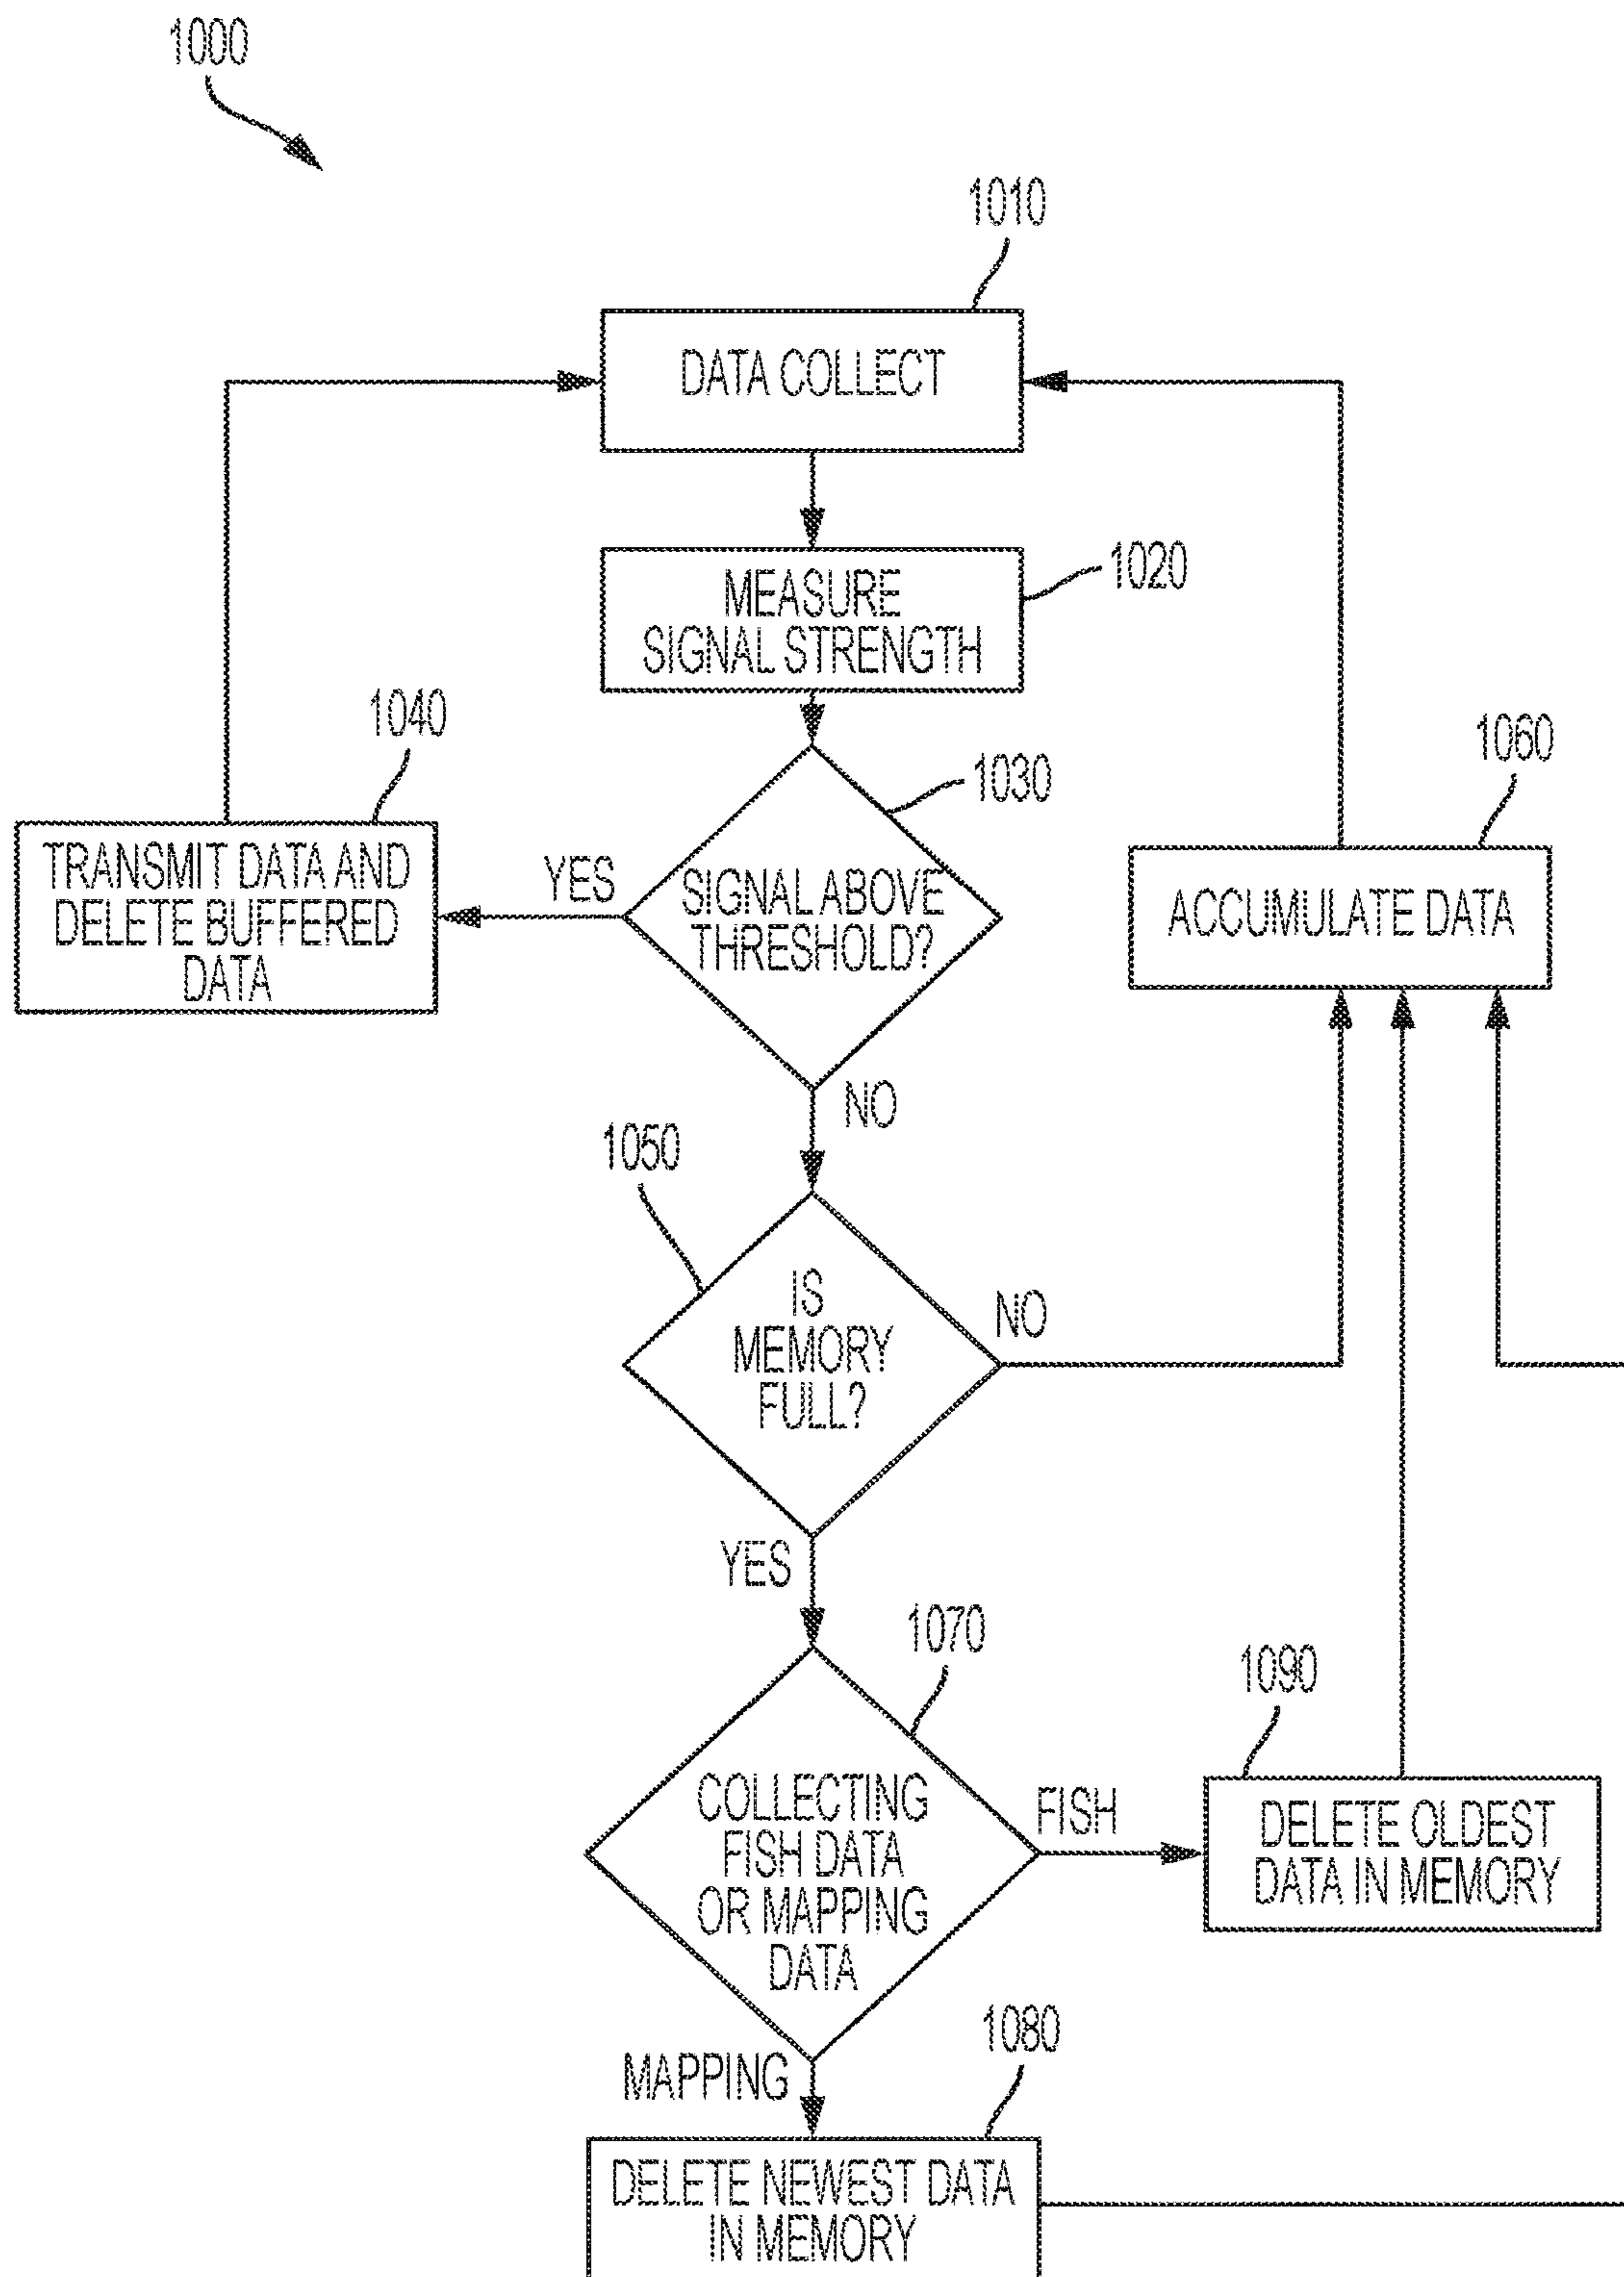 1000
1010
DATA COLLECT
MEASURE
SIGNAL STRENGTH
1020
1040
TRANSMIT DATA AND
DELETE BUFFERED
DATA
YES
1030
SIGNAL ABOVE
THRESHOLD?
1060
ACCUMULATE DATA
NO
1050
IS
MEMORY
FULL?
NO
YES
1070
COLLECTING
FISH DATA
OR MAPPING
DATA
FISH
1090
DELETE OLDEST
DATA IN MEMORY
MAPPING
1080
DELETE NEWEST DATA
IN MEMORY